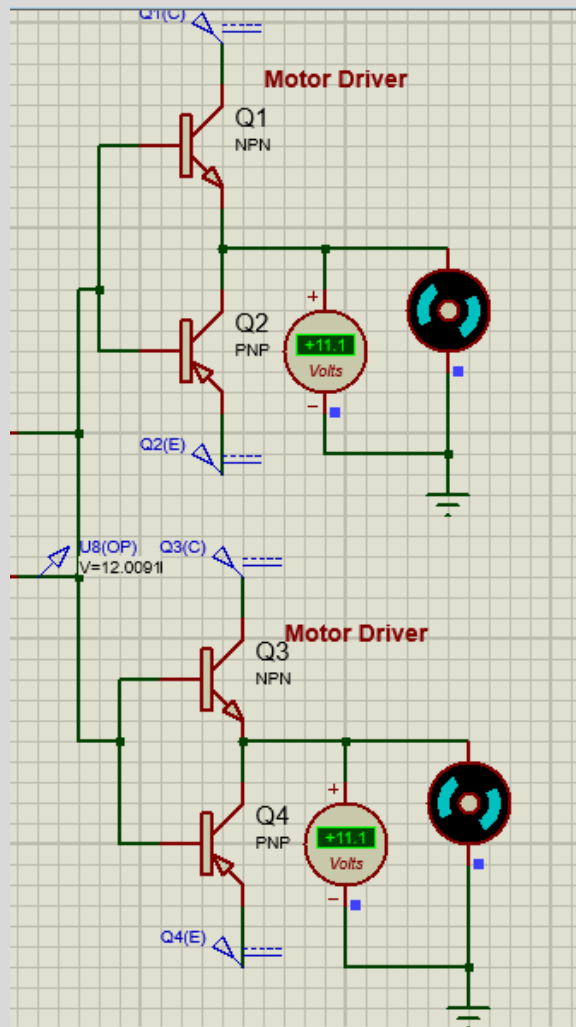 Q1(C)
Motor Driver
Q1
NPN
Q2
PNP
+
+11.1
Volts
−
Q2(E)
U8(OP)
V=12.0091
Q3(C)
Motor Driver
Q3
NPN
Q4
PNP
+
+11.1
Volts
−
Q4(E)